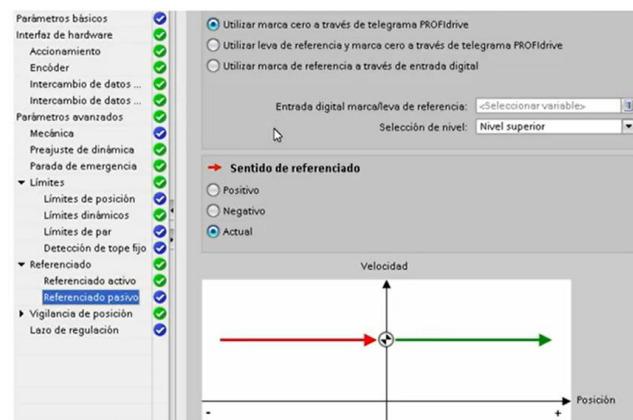 Parámetros básicos
Interfaz de hardware
Accionamiento
Encóder
Intercambio de datos ...
Intercambio de datos ...
Parámetros avanzados
Mecánica
Preajuste de dinámica
Parada de emergencia
Límites
Límites de posición
Límites dinámicos
Límites de par
Detección de tope fijo
Referenciado
Referenciado activo
Referenciado pasivo
Vigilancia de posición
Lazo de regulación
Utilizar marca cero a través de telegrama PROFIdrive
Utilizar leva de referencia y marca cero a través de telegrama PROFIdrive
Utilizar marca de referencia a través de entrada digital
Entrada digital marca/leva de referencia: <Seleccionar variable>
Selección de nivel: Nivel superior
Sentido de referenciado
Positivo
Negativo
Actual
Velocidad
Posición
- +